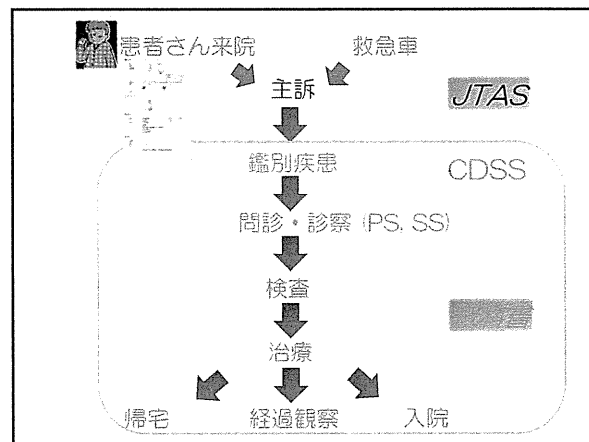 患者さん来院 救急車
主訴 JTAS
鑑別疾患 CDSS
問診・診察 (PS, SS)
検査
治療
帰宅 経過観察 入院